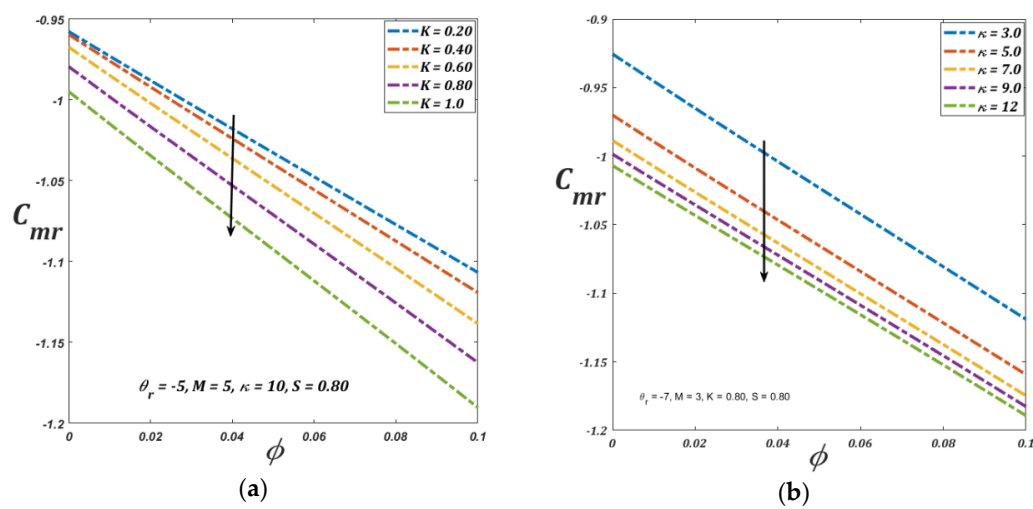 -0.95
-1
-1.05
-1.1
-1.15
-1.2
C_mr
0
0.02
0.04
0.06
0.08
0.1
ϕ
K = 0.20
K = 0.40
K = 0.60
K = 0.80
K = 1.0
θ_r = -5, M = 5, κ = 10, S = 0.80
(a)
-0.9
-0.95
-1
-1.05
-1.1
-1.15
-1.2
C_mr
0
0.02
0.04
0.06
0.08
0.1
ϕ
κ = 3.0
κ = 5.0
κ = 7.0
κ = 9.0
κ = 12
θ_r = -7, M = 3, K = 0.80, S = 0.80
(b)